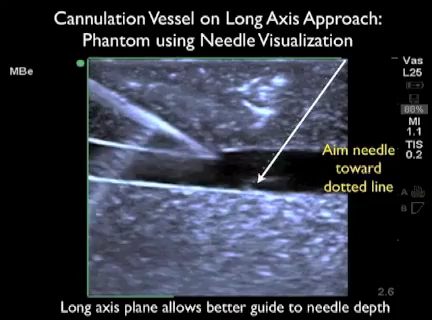 Cannulation Vessel on Long Axis Approach:
Phantom using Needle Visualization
MBe
Vas
L25
88%
MI
1.1
TIS
0.2
Aim needle
toward
dotted line
A
B
2.6
Long axis plane allows better guide to needle depth